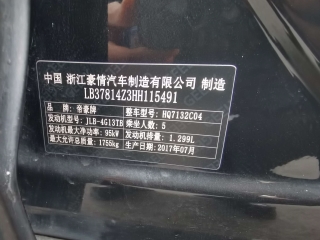 中国 浙江豪情汽车制造有限公司 制造
LB37814Z3HH115491
品牌：帝豪牌 整车型号：HQ7132C04
发动机型号：JLB-4G13TB 乘坐人数：5
发动机最大净功率：95kW 发动机排量：1.299L
最大允许总质量：1755kg 生产日期：2017年07月